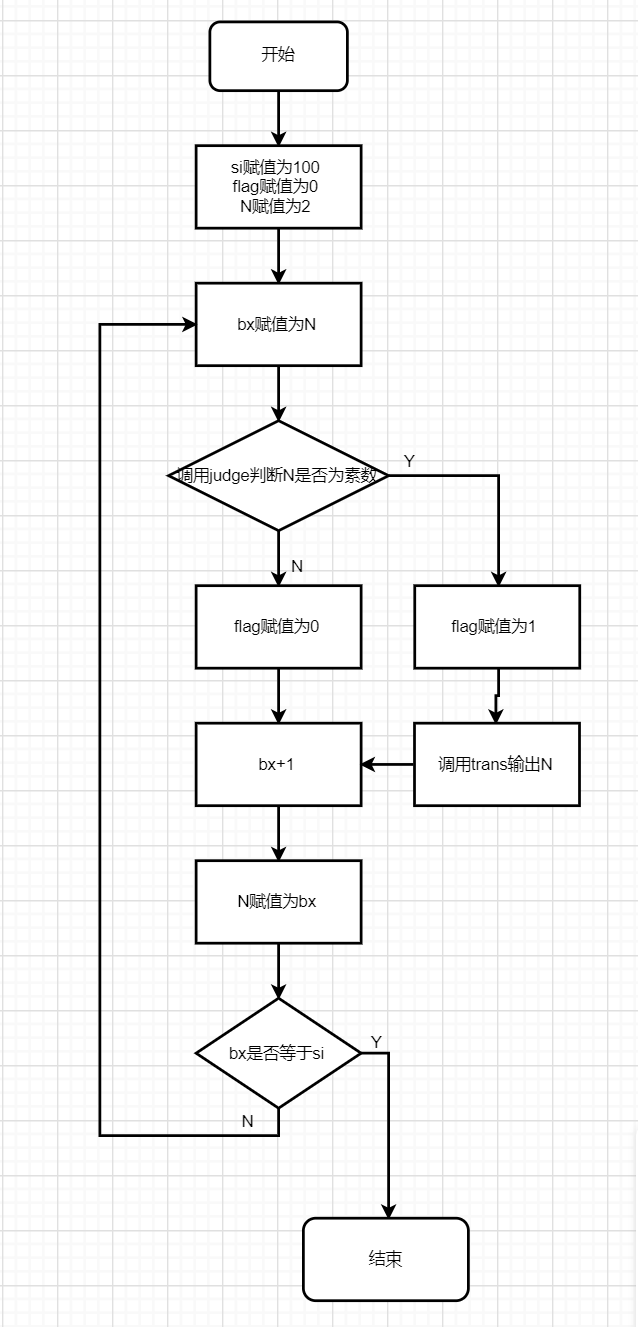 开始
si赋值为100
flag赋值为0
N赋值为2
bx赋值为N
调用judge判断N是否为素数
Y
N
flag赋值为0
flag赋值为1
bx+1
调用trans输出N
N赋值为bx
bx是否等于si
Y
N
结束